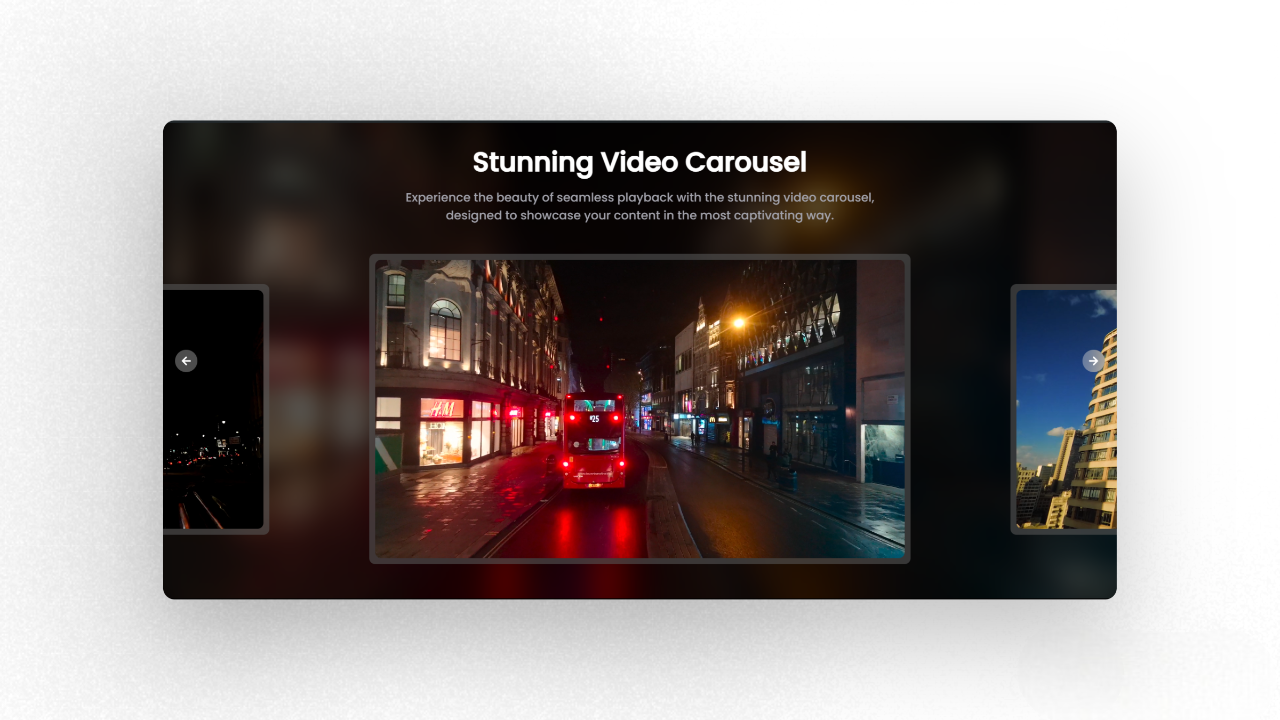 Stunning Video Carousel
Experience the beauty of seamless playback with the stunning video carousel,
designed to showcase your content in the most captivating way.
H&M
N25